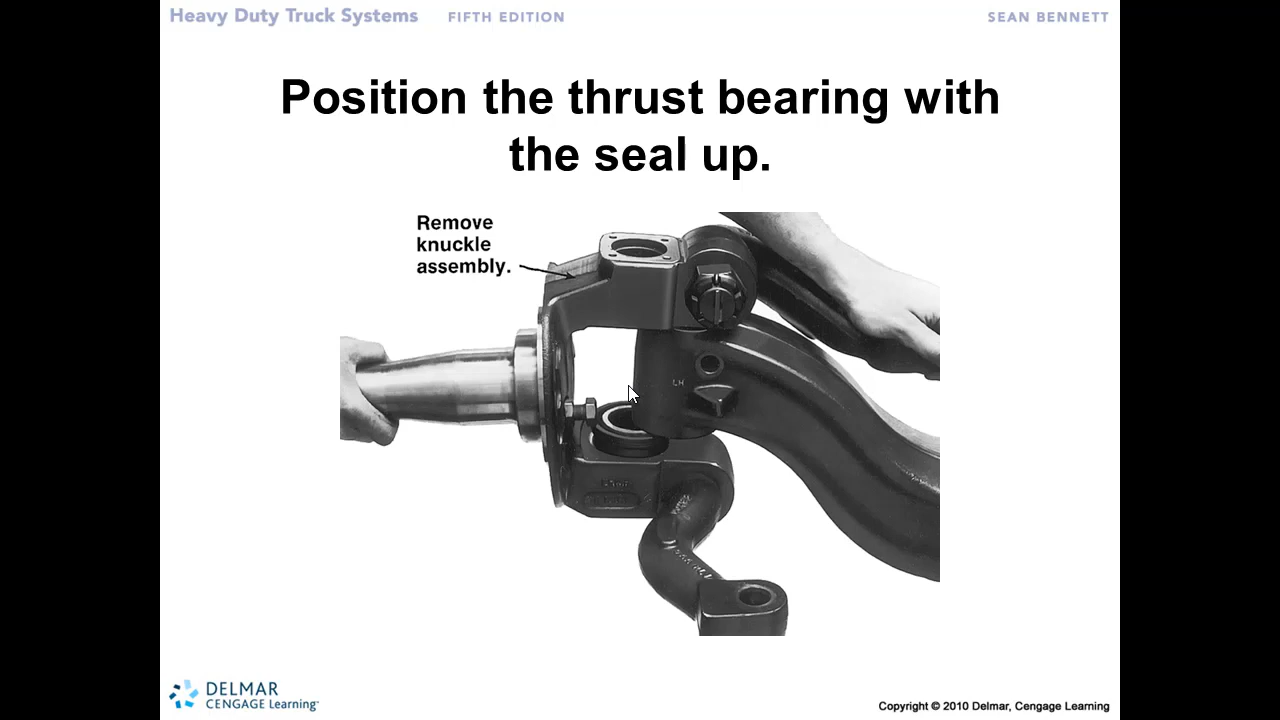 Heavy Duty Truck Systems FIFTH EDITION SEAN BENNETT
Position the thrust bearing with
the seal up.
Remove
knuckle
assembly.
LH
DELMAR
CENGAGE Learning™
Copyright © 2010 Delmar, Cengage Learning